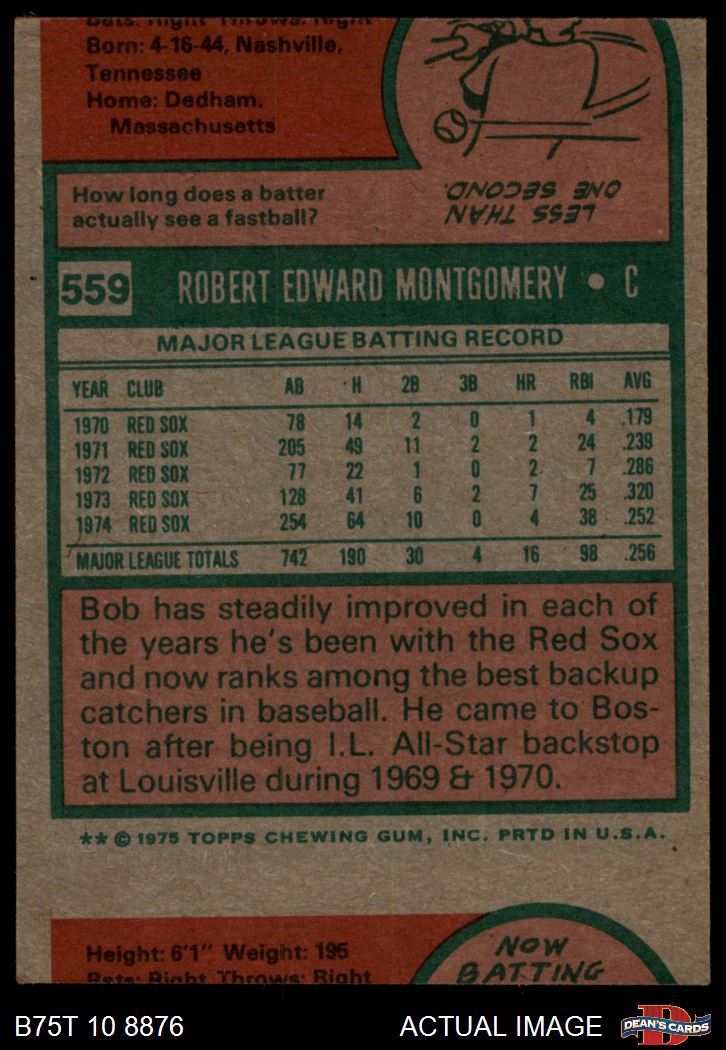 Bats: Right Throws: Right
Born: 4-16-44, Nashville,
Tennessee
Home: Dedham,
Massachusetts
How long does a batter
actually see a fastball?
LESS THAN
ONE SECOND.
559 ROBERT EDWARD MONTGOMERY • C
MAJOR LEAGUE BATTING RECORD
YEAR CLUB AB H 2B 3B HR RBI AVG
1970 RED SOX 78 14 2 0 1 4 .179
1971 RED SOX 205 49 11 2 2 24 .239
1972 RED SOX 77 22 1 0 2 7 .286
1973 RED SOX 128 41 6 2 7 25 .320
1974 RED SOX 254 64 10 0 4 38 .252
MAJOR LEAGUE TOTALS 742 190 30 4 16 98 .256
Bob has steadily improved in each of
the years he's been with the Red Sox
and now ranks among the best backup
catchers in baseball. He came to Bos-
ton after being I.L. All-Star backstop
at Louisville during 1969 & 1970.
** © 1975 TOPPS CHEWING GUM, INC. PRTD IN U.S.A.
Height: 6'1" Weight: 195
Bats: Right Throws: Right
NOW
BATTING
B75T 10 8876 ACTUAL IMAGE
DEAN'S CARDS